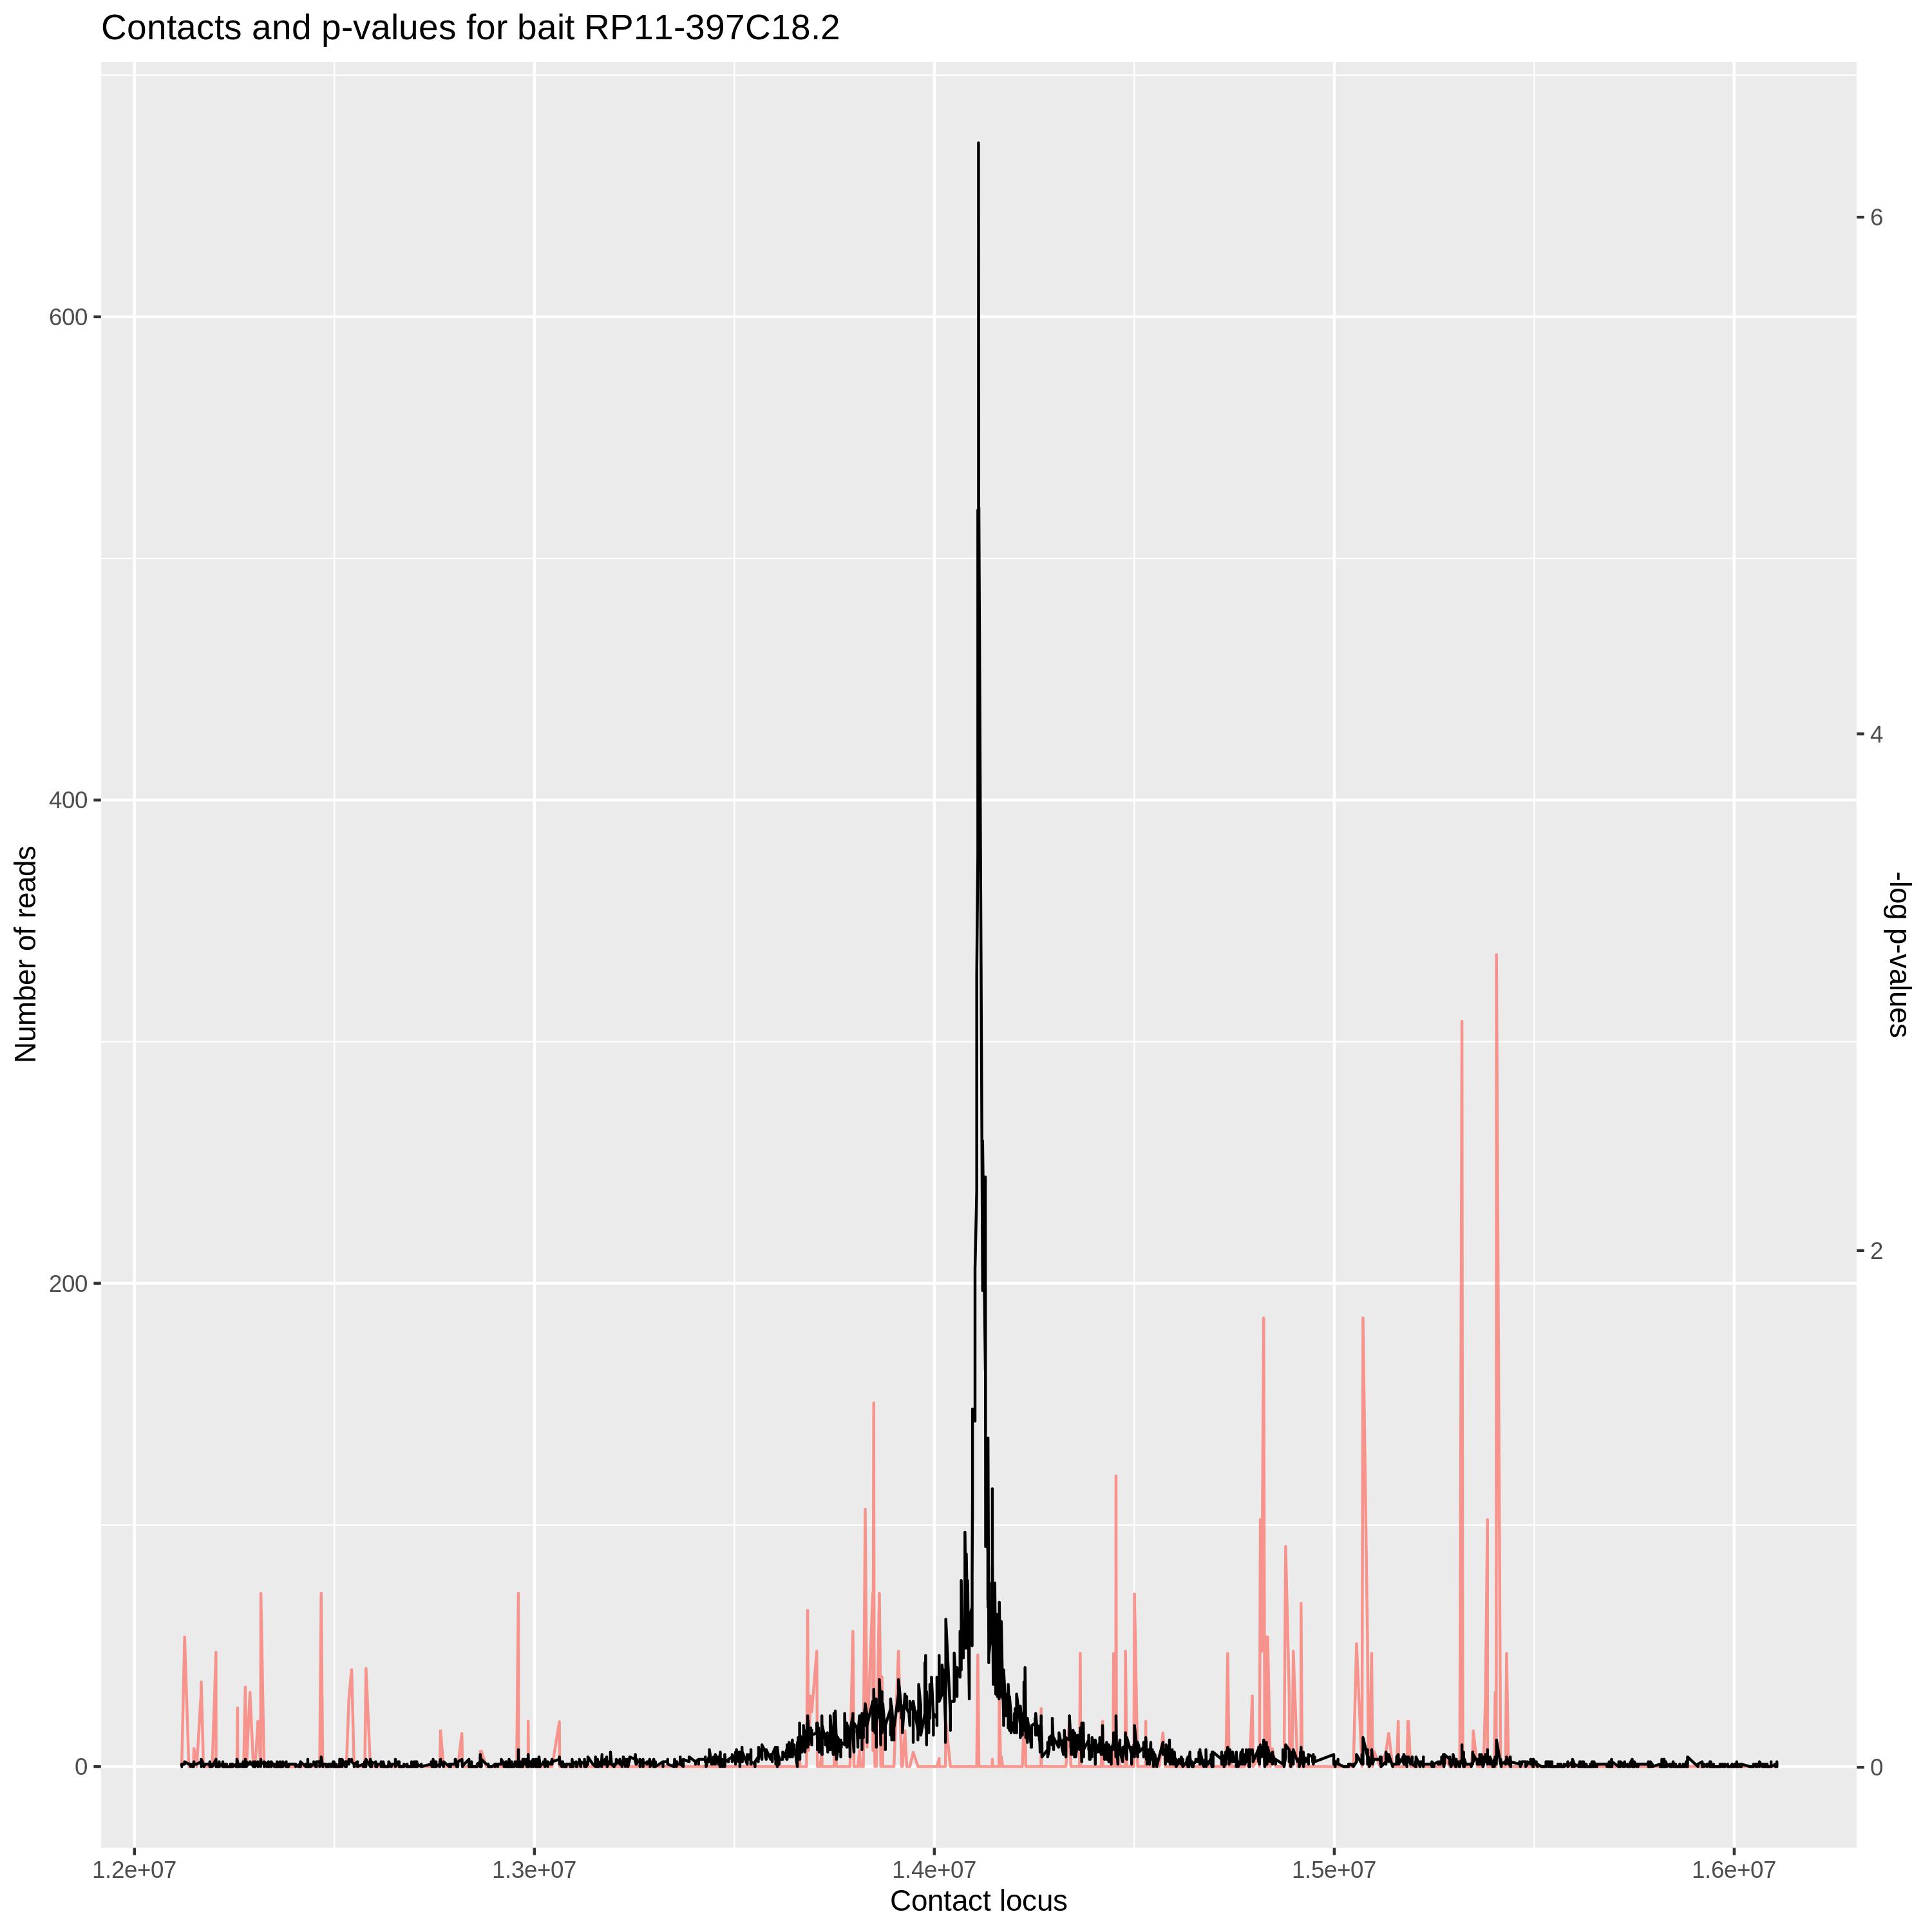 Contacts and p-values for bait RP11-397C18.2
Number of reads
600
400
200
0
6
4
2
0
-log p-values
1.2e+07 1.3e+07 1.4e+07 1.5e+07 1.6e+07
Contact locus